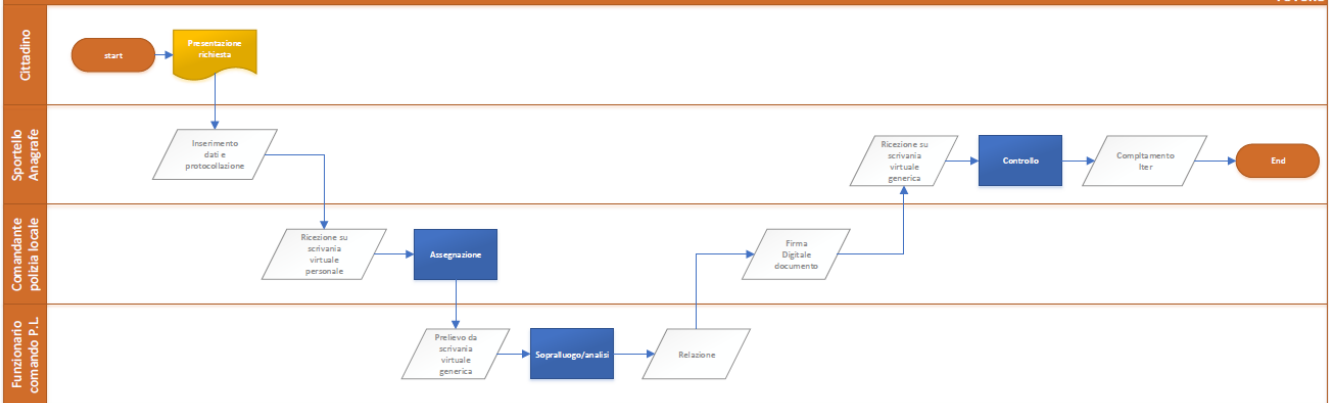 Cittadino
start
Presentazione
richiesta
Sportello
Anagrafe
Inserimento
dati e
protocollazione
Ricezione su
scrivania
virtuale
generica
Controllo
Compltamento
Iter
End
Comandante
polizia locale
Ricezione su
scrivania
virtuale
personale
Assegnazione
Firma
Digitale
documento
Funzionario
comando P.L.
Prelievo da
scrivania
virtuale
generica
Sopralluogo/analisi
Relazione